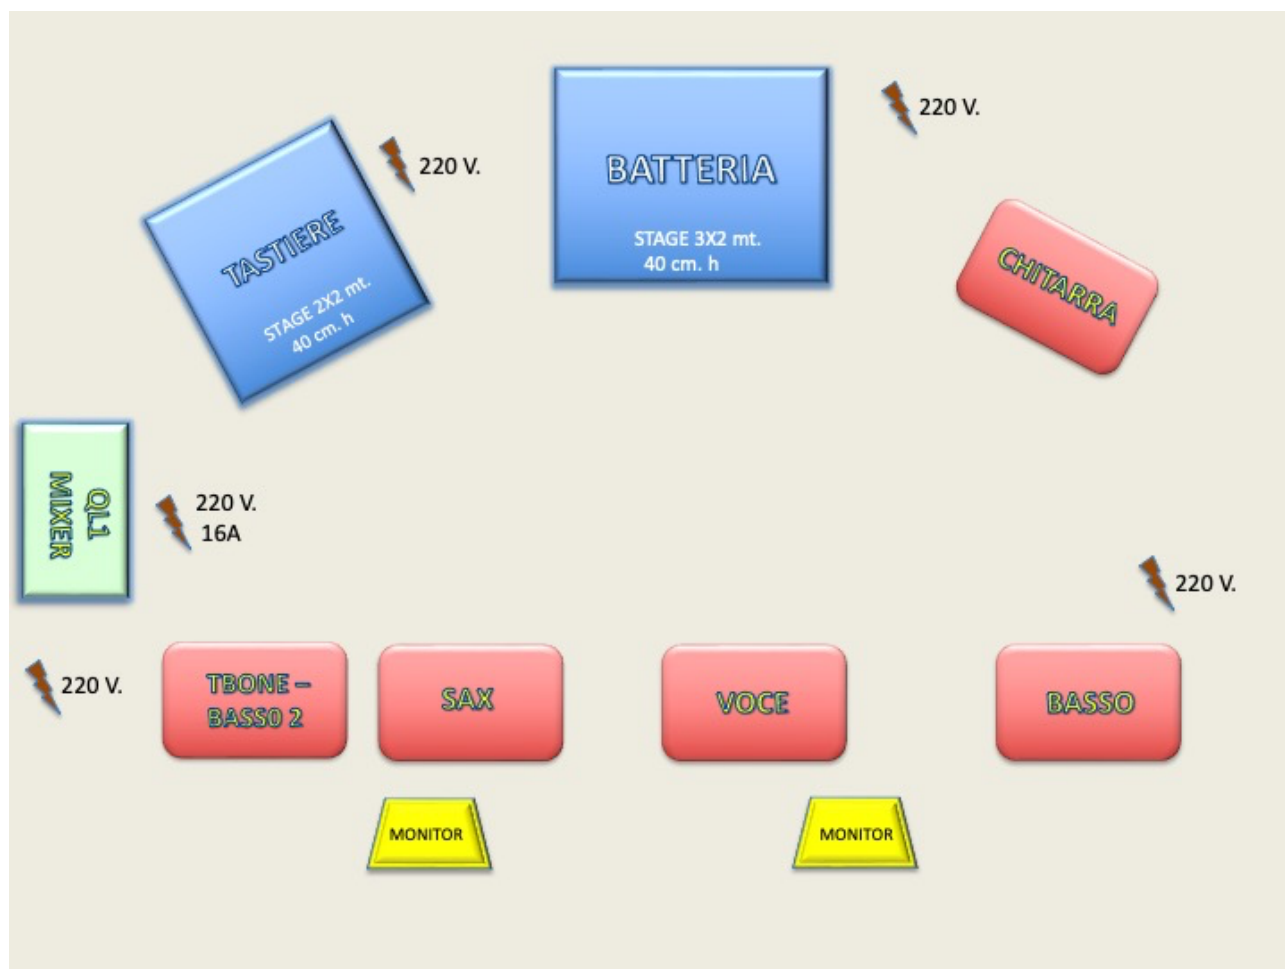 220 V.
BATTERIA
STAGE 3X2 mt.
40 cm. h
220 V.
TASTIERE
STAGE 2X2 mt.
40 cm. h
CHITARRA
QL1
MIXER
220 V.
16A
220 V.
220 V.
TBONE –
BASSO 2
SAX
VOCE
BASSO
MONITOR
MONITOR